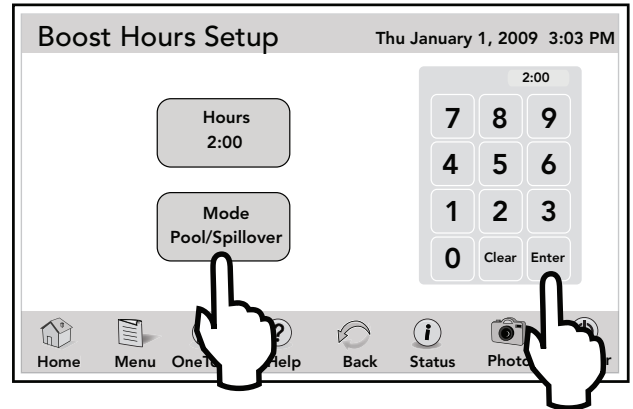 Boost Hours Setup
Thu January 1, 2009 3:03 PM
Hours
2:00
Mode
Pool/Spillover
2:00
7 8 9
4 5 6
1 2 3
0 Clear Enter
Home Menu Back Status